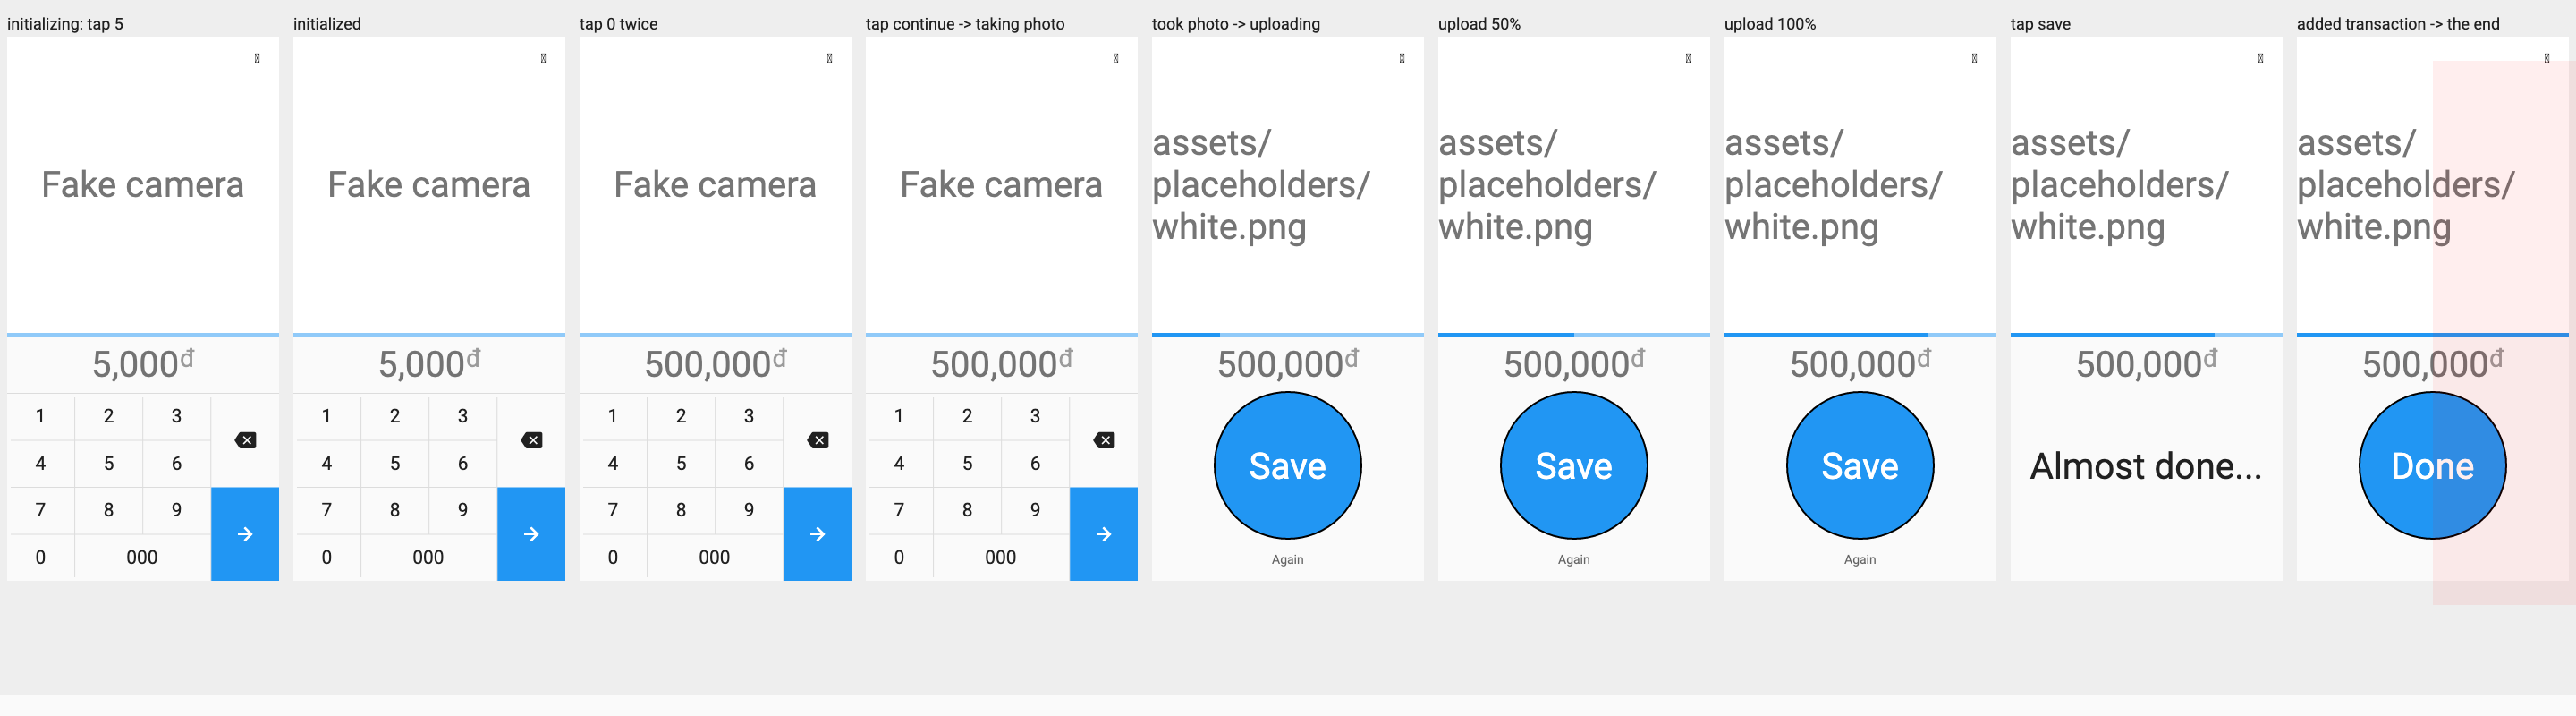 initializing: tap 5
Fake camera
5,000đ
1 2 3
4 5 6
7 8 9
0 000
initialized
Fake camera
5,000đ
1 2 3
4 5 6
7 8 9
0 000
tap 0 twice
Fake camera
500,000đ
1 2 3
4 5 6
7 8 9
0 000
tap continue -> taking photo
Fake camera
500,000đ
1 2 3
4 5 6
7 8 9
0 000
took photo -> uploading
assets/
placeholders/
white.png
500,000đ
Save
Again
upload 50%
assets/
placeholders/
white.png
500,000đ
Save
Again
upload 100%
assets/
placeholders/
white.png
500,000đ
Save
Again
tap save
assets/
placeholders/
white.png
500,000đ
Almost done...
added transaction -> the end
assets/
placeholders/
white.png
500,000đ
Done